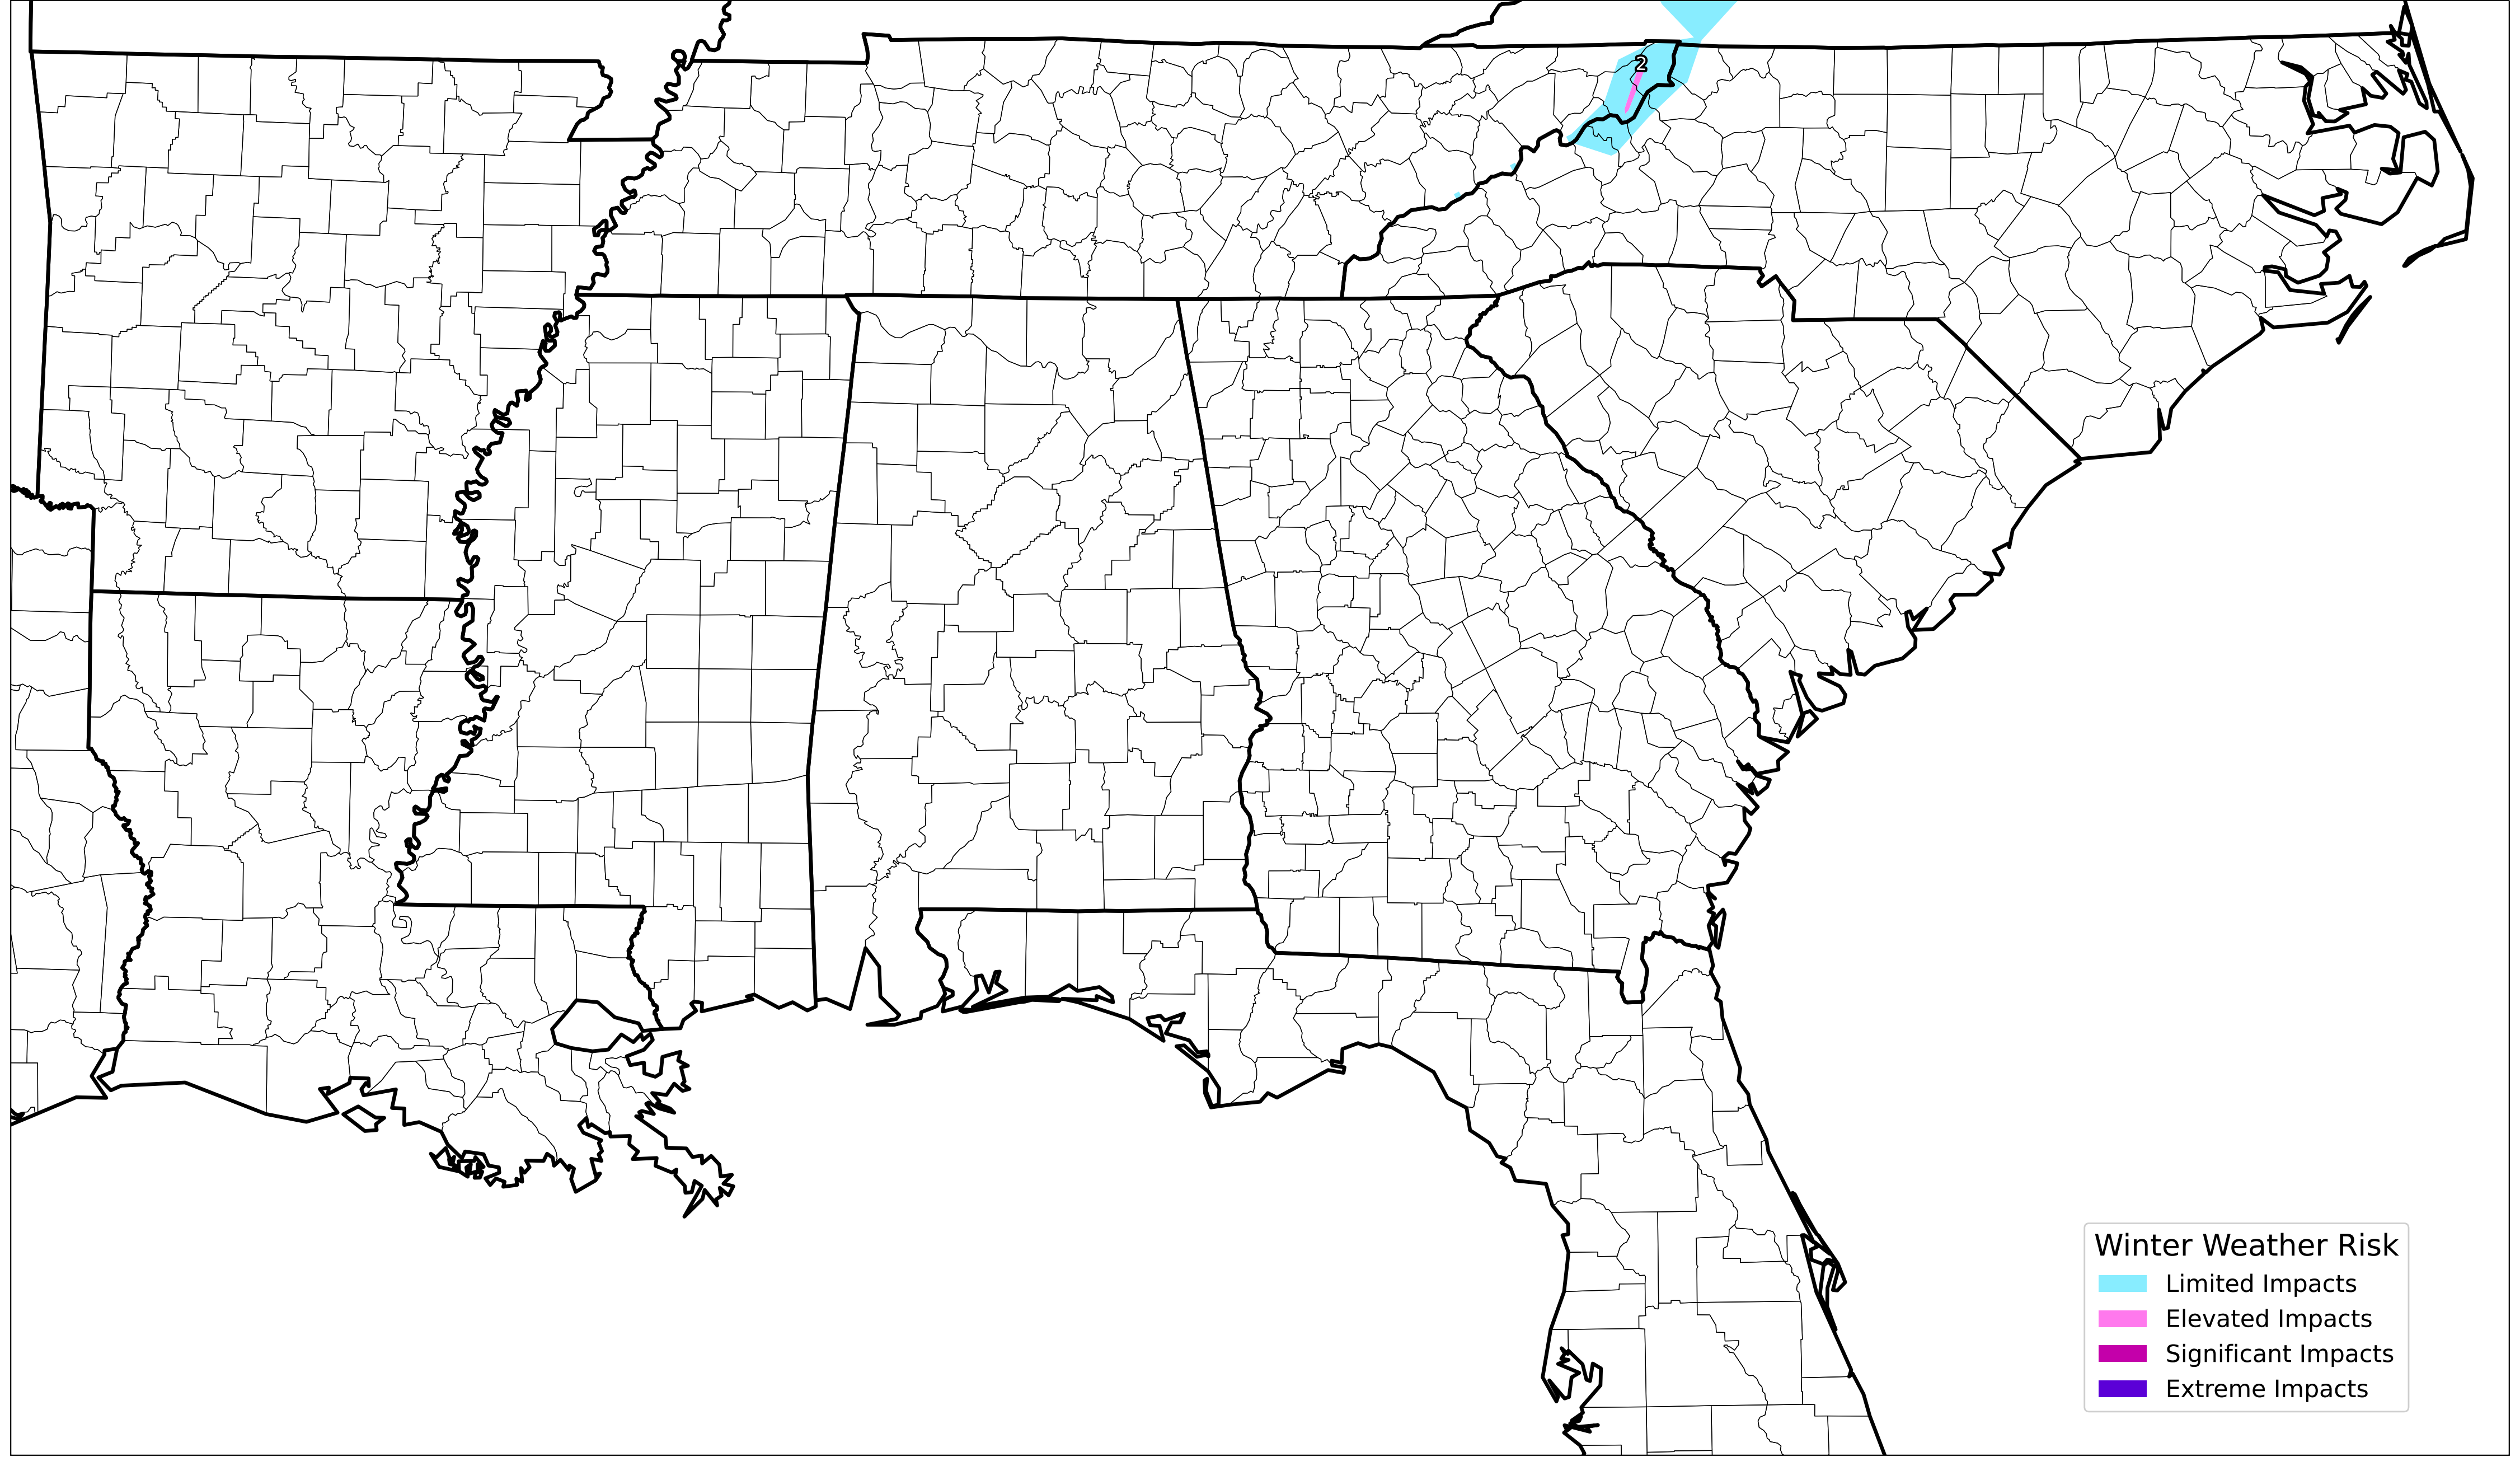 2
Winter Weather Risk
Limited Impacts
Elevated Impacts
Significant Impacts
Extreme Impacts